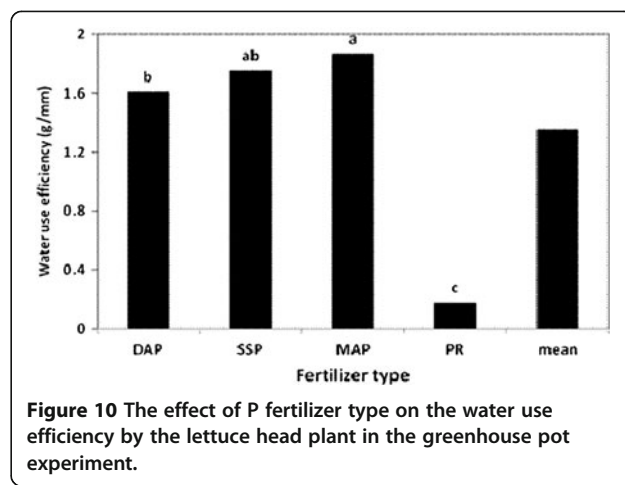 2
1.6
1.2
0.8
0.4
0
Water use efficiency (g/mm)
b
ab
a
c
DAP SSP MAP PR mean
Fertilizer type
Figure 10 The effect of P fertilizer type on the water use
efficiency by the lettuce head plant in the greenhouse pot
experiment.